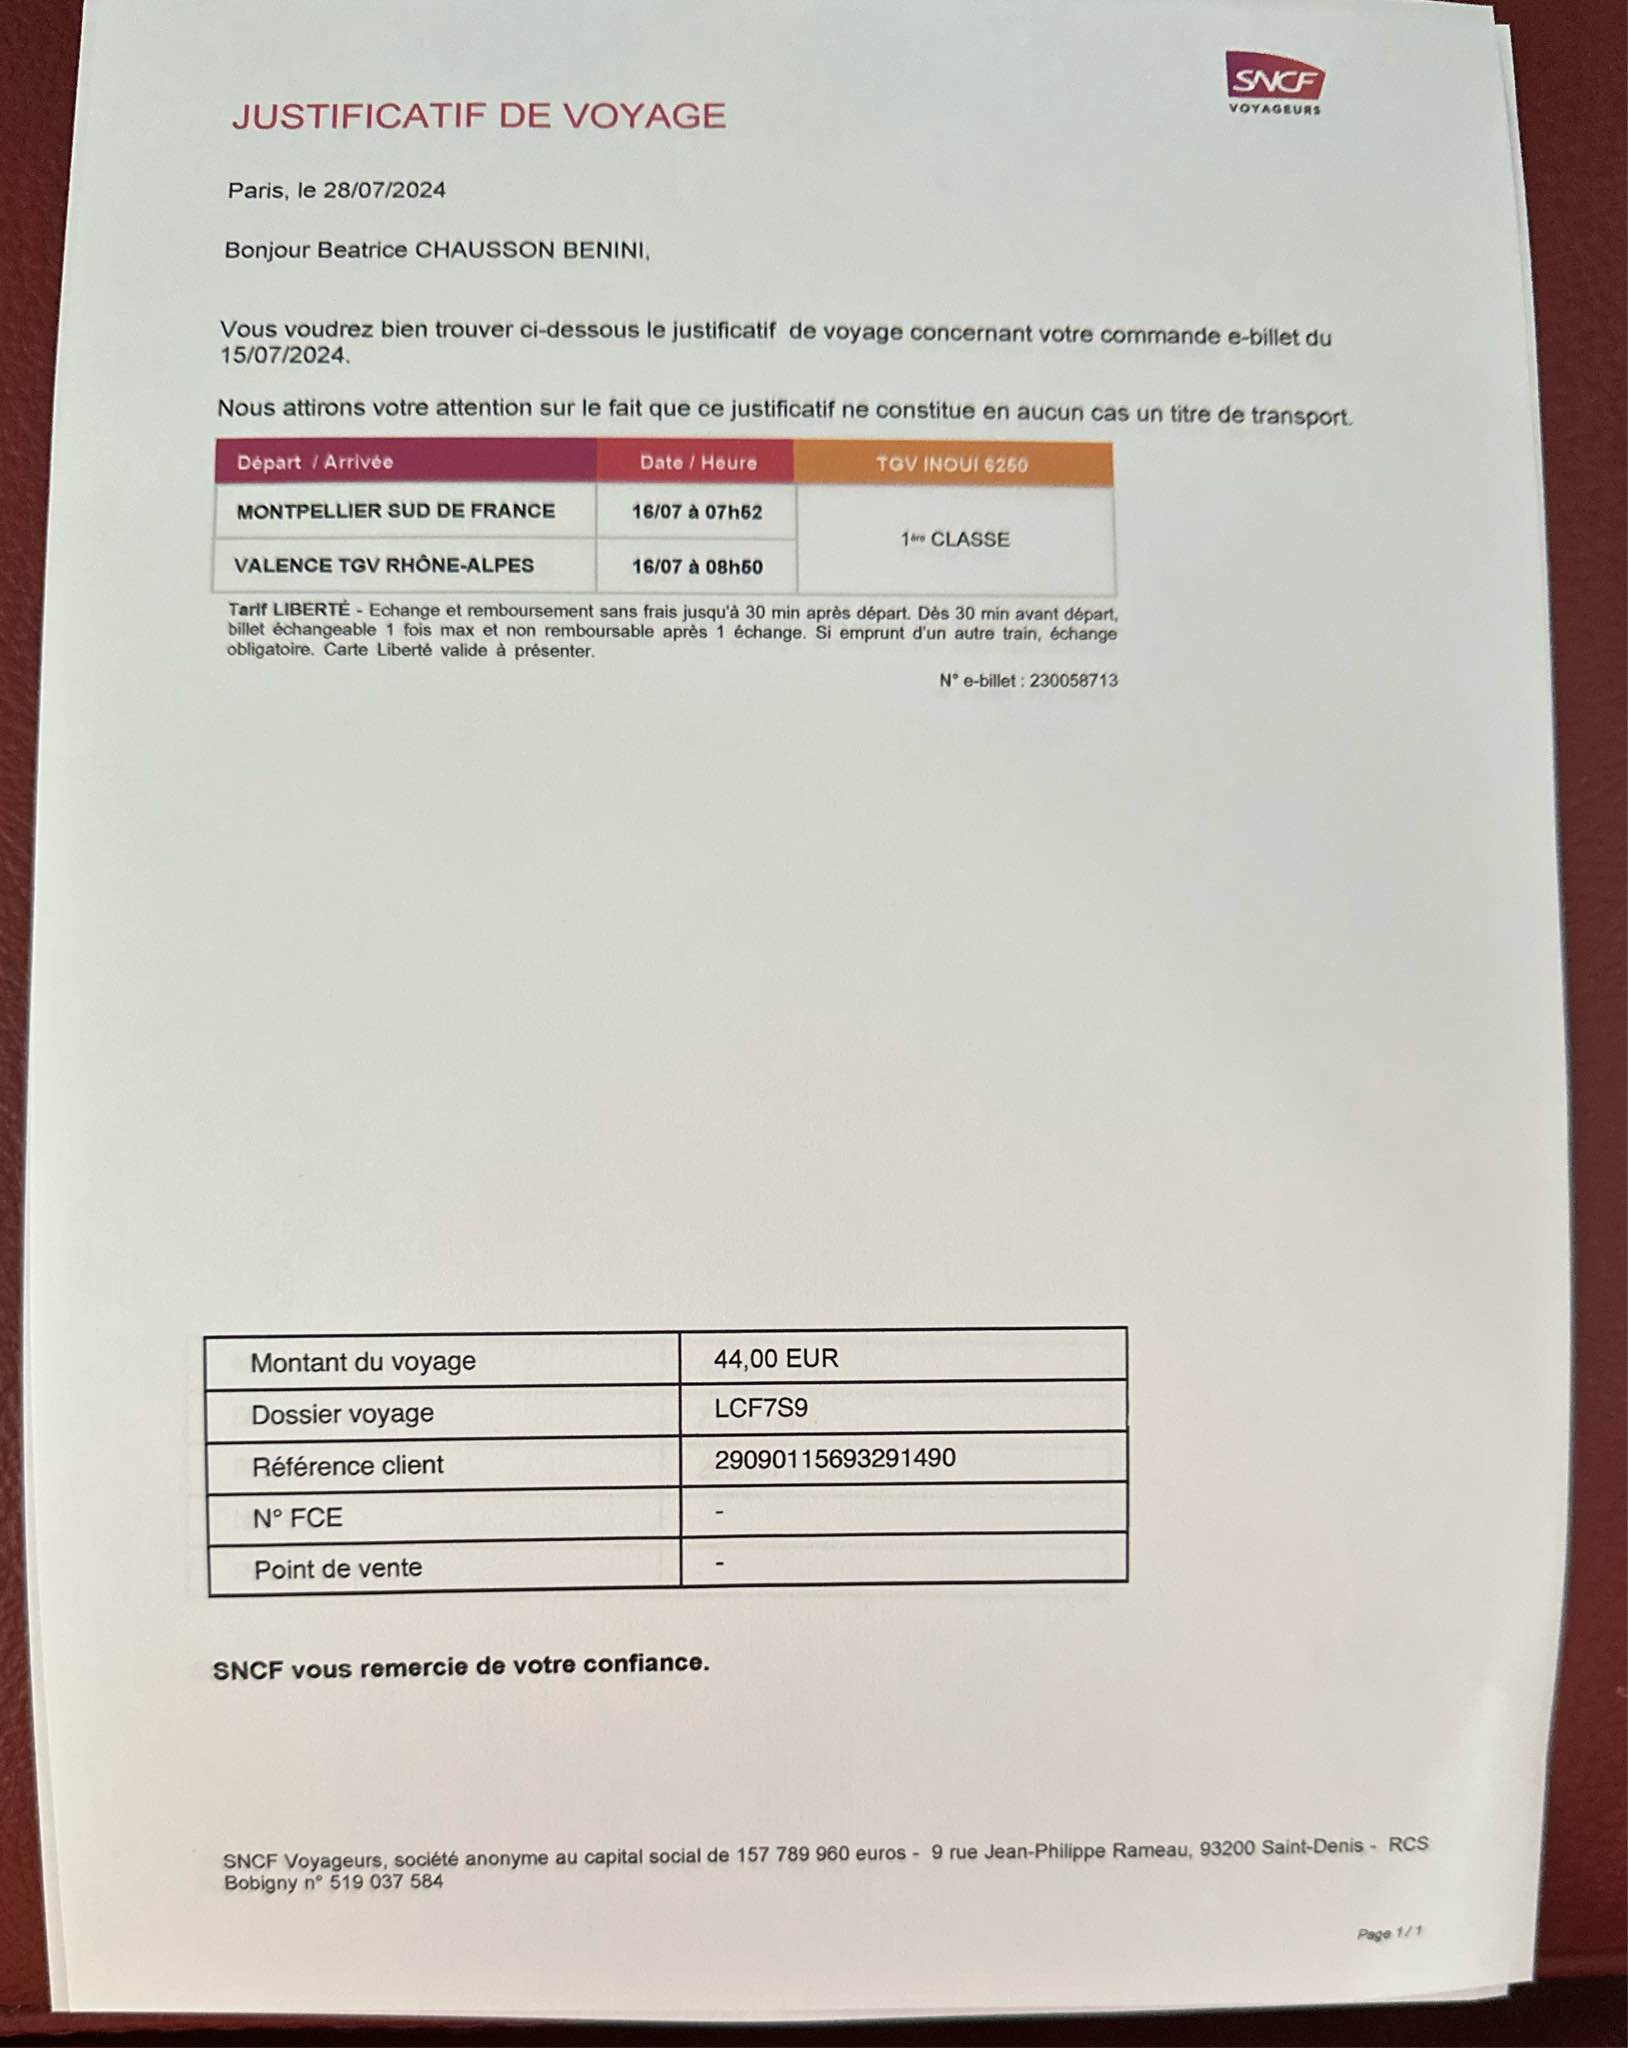 SNCF
VOYAGEURS
JUSTIFICATIF DE VOYAGE
Paris, le 28/07/2024
Bonjour Beatrice CHAUSSON BENINI,
Vous voudrez bien trouver ci-dessous le justificatif de voyage concernant votre commande e-billet du
15/07/2024.
Nous attirons votre attention sur le fait que ce justificatif ne constitue en aucun cas un titre de transport.
Départ / Arrivée Date / Heure TGV INOUI 6250
MONTPELLIER SUD DE FRANCE 16/07 à 07h52
1ère CLASSE
VALENCE TGV RHÔNE-ALPES 16/07 à 08h50
Tarif LIBERTÉ - Echange et remboursement sans frais jusqu'à 30 min après départ. Dès 30 min avant départ,
billet échangeable 1 fois max et non remboursable après 1 échange. Si emprunt d'un autre train, échange
obligatoire. Carte Liberté valide à présenter.
N° e-billet : 230058713
Montant du voyage 44,00 EUR
Dossier voyage LCF7S9
Référence client 29090115693291490
N° FCE -
Point de vente -
SNCF vous remercie de votre confiance.
SNCF Voyageurs, société anonyme au capital social de 157 789 960 euros - 9 rue Jean-Philippe Rameau, 93200 Saint-Denis - RCS
Bobigny n° 519 037 584
Page 1 / 1